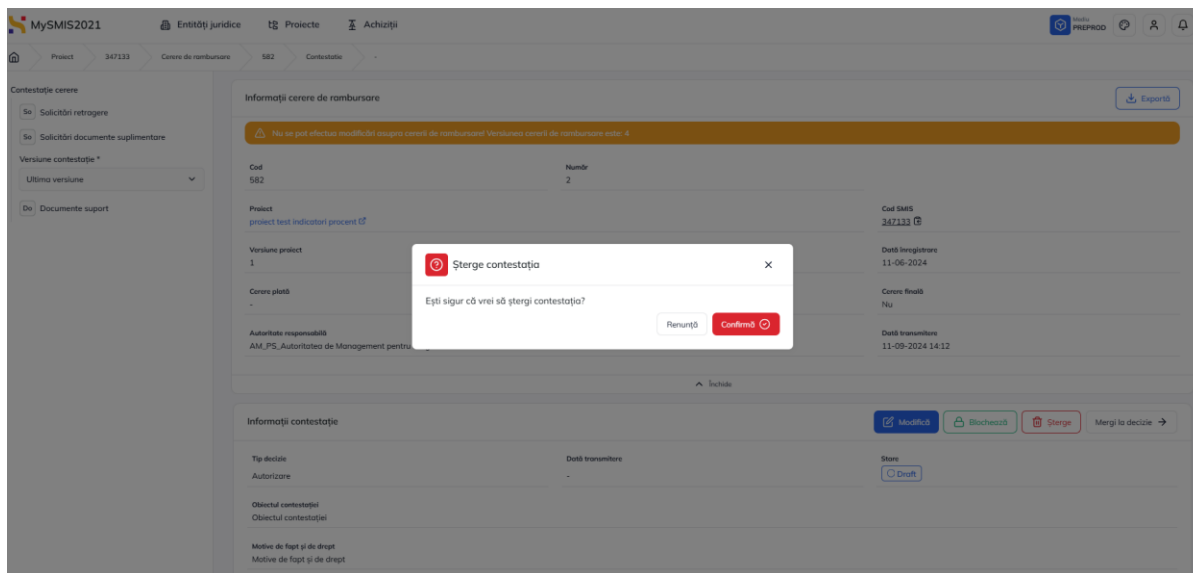 MySMIS2021
Entități juridice
Proiecte
Achiziții
Mediu
PREPROD
Proiect
347133
Cerere de rambursare
582
Contestatie
-
Contestație cerere
So Solicitări retragere
So Solicitări documente suplimentare
Versiune contestație *
Ultima versiune
Do Documente suport
Informații cerere de rambursare
Exportă
Nu se pot efectua modificări asupra cererii de rambursare! Versiunea cererii de rambursare este: 4
Cod
582
Număr
2
Proiect
proiect test indicatori procent
Cod SMIS
347133
Versiune proiect
1
Dată înregistrare
11-06-2024
Cerere plată
-
Cerere finală
Nu
Autoritate responsabilă
AM_PS_Autoritatea de Management pentru
Dată transmitere
11-09-2024 14:12
Șterge contestația
Ești sigur că vrei să ștergi contestația?
Renunță
Confirmă
Închide
Informații contestație
Modifică
Blochează
Șterge
Mergi la decizie
Tip decizie
Autorizare
Dată transmitere
-
Stare
Draft
Obiectul contestației
Obiectul contestației
Motive de fapt și de drept
Motive de fapt și de drept